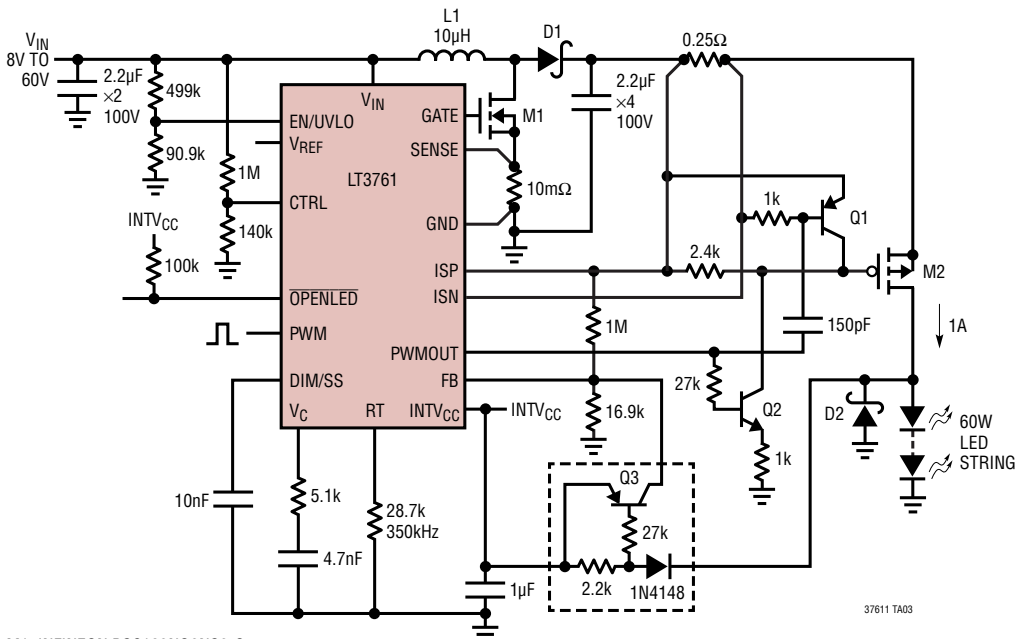 L1
10µH
D1
0.25Ω
VIN
8V TO
60V
2.2µF
×2
100V
499k
90.9k
1M
140k
INTVCC
100k
VIN
EN/UVLO
VREF
LT3761
CTRL
OPENLED
PWM
DIM/SS
VC
RT
INTVCC
GATE
SENSE
GND
ISP
ISN
PWMOUT
FB
M1
10mΩ
2.2µF
×4
100V
1k
Q1
2.4k
M2
1M
150pF
1A
27k
Q2
1k
INTVCC
16.9k
D2
60W
LED
STRING
10nF
5.1k
4.7nF
28.7k
350kHz
1µF
Q3
27k
2.2k
1N4148
37611 TA03